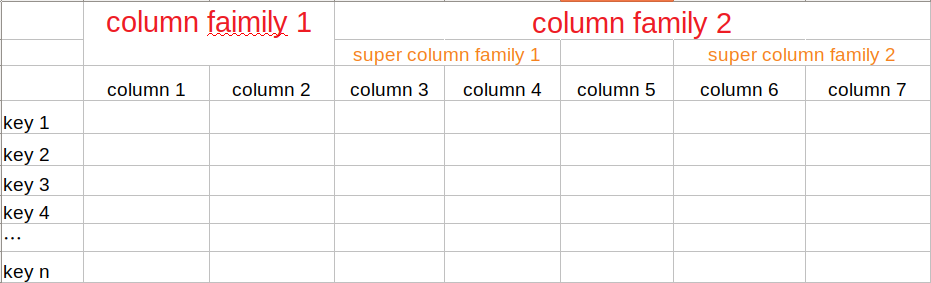 column faimily 1 column family 2
super column family 1 super column family 2
column 1 column 2 column 3 column 4 column 5 column 6 column 7
key 1
key 2
key 3
key 4
...
key n